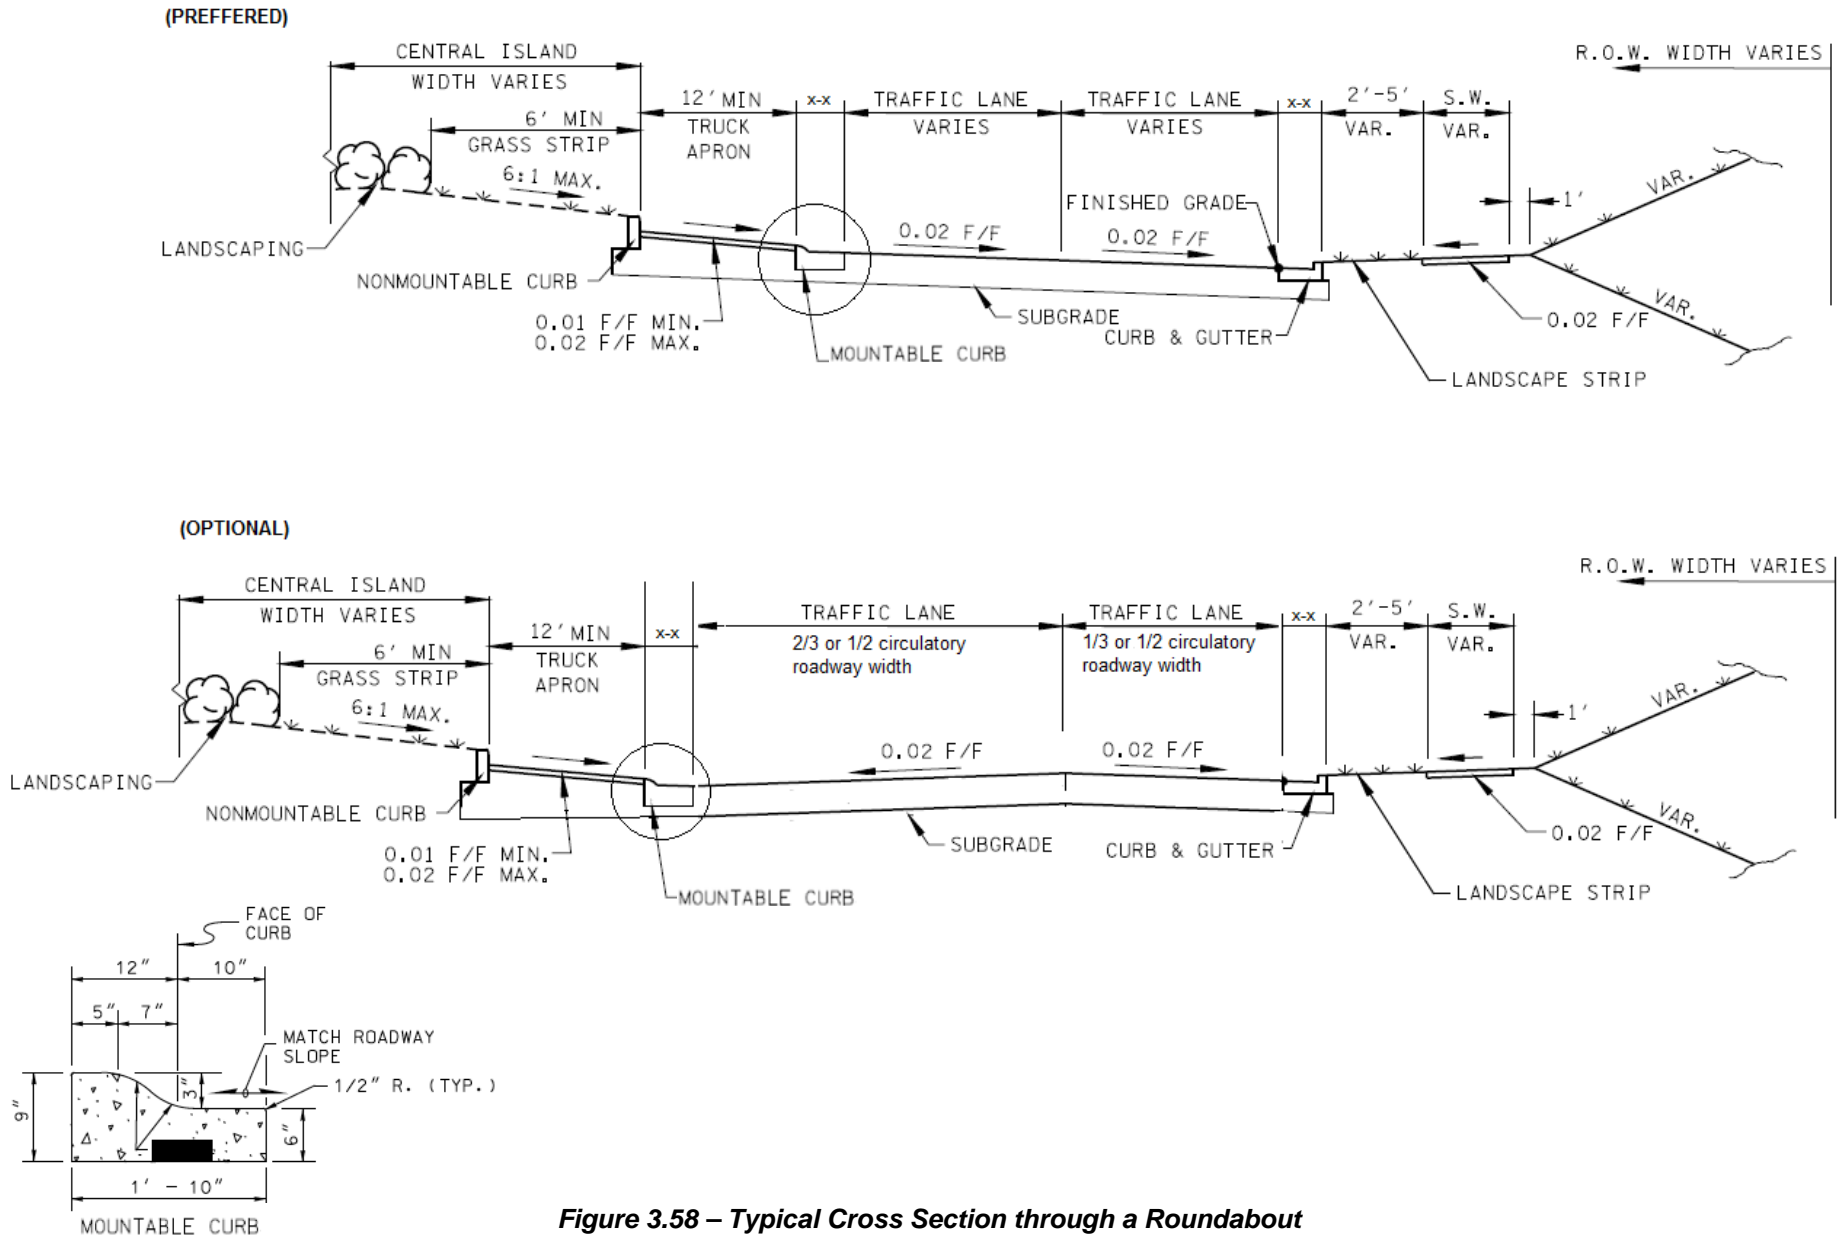 (PREFFERED)
CENTRAL ISLAND
WIDTH VARIES
R.O.W. WIDTH VARIES
6' MIN
GRASS STRIP
12'MIN
TRUCK
APRON
x-x
TRAFFIC LANE
VARIES
TRAFFIC LANE
VARIES
x-x
2'-5'
VAR.
S.W.
VAR.
6:1 MAX.
VAR.
1'
FINISHED GRADE
0.02 F/F
0.02 F/F
LANDSCAPING
NONMOUNTABLE CURB
0.01 F/F MIN.
0.02 F/F MAX.
SUBGRADE
MOUNTABLE CURB
CURB & GUTTER
VAR.
0.02 F/F
LANDSCAPE STRIP
(OPTIONAL)
CENTRAL ISLAND
WIDTH VARIES
R.O.W. WIDTH VARIES
6' MIN
GRASS STRIP
12'MIN
TRUCK
APRON
x-x
TRAFFIC LANE
2/3 or 1/2 circulatory
roadway width
TRAFFIC LANE
1/3 or 1/2 circulatory
roadway width
x-x
2'-5'
VAR.
S.W.
VAR.
6:1 MAX.
VAR.
1'
0.02 F/F
0.02 F/F
LANDSCAPING
NONMOUNTABLE CURB
0.01 F/F MIN.
0.02 F/F MAX.
SUBGRADE
MOUNTABLE CURB
CURB & GUTTER
VAR.
0.02 F/F
LANDSCAPE STRIP
FACE OF
CURB
12"
10"
5"
7"
MATCH ROADWAY
SLOPE
1/2" R. (TYP.)
3"
9"
6"
1' - 10"
MOUNTABLE CURB
Figure 3.58 – Typical Cross Section through a Roundabout